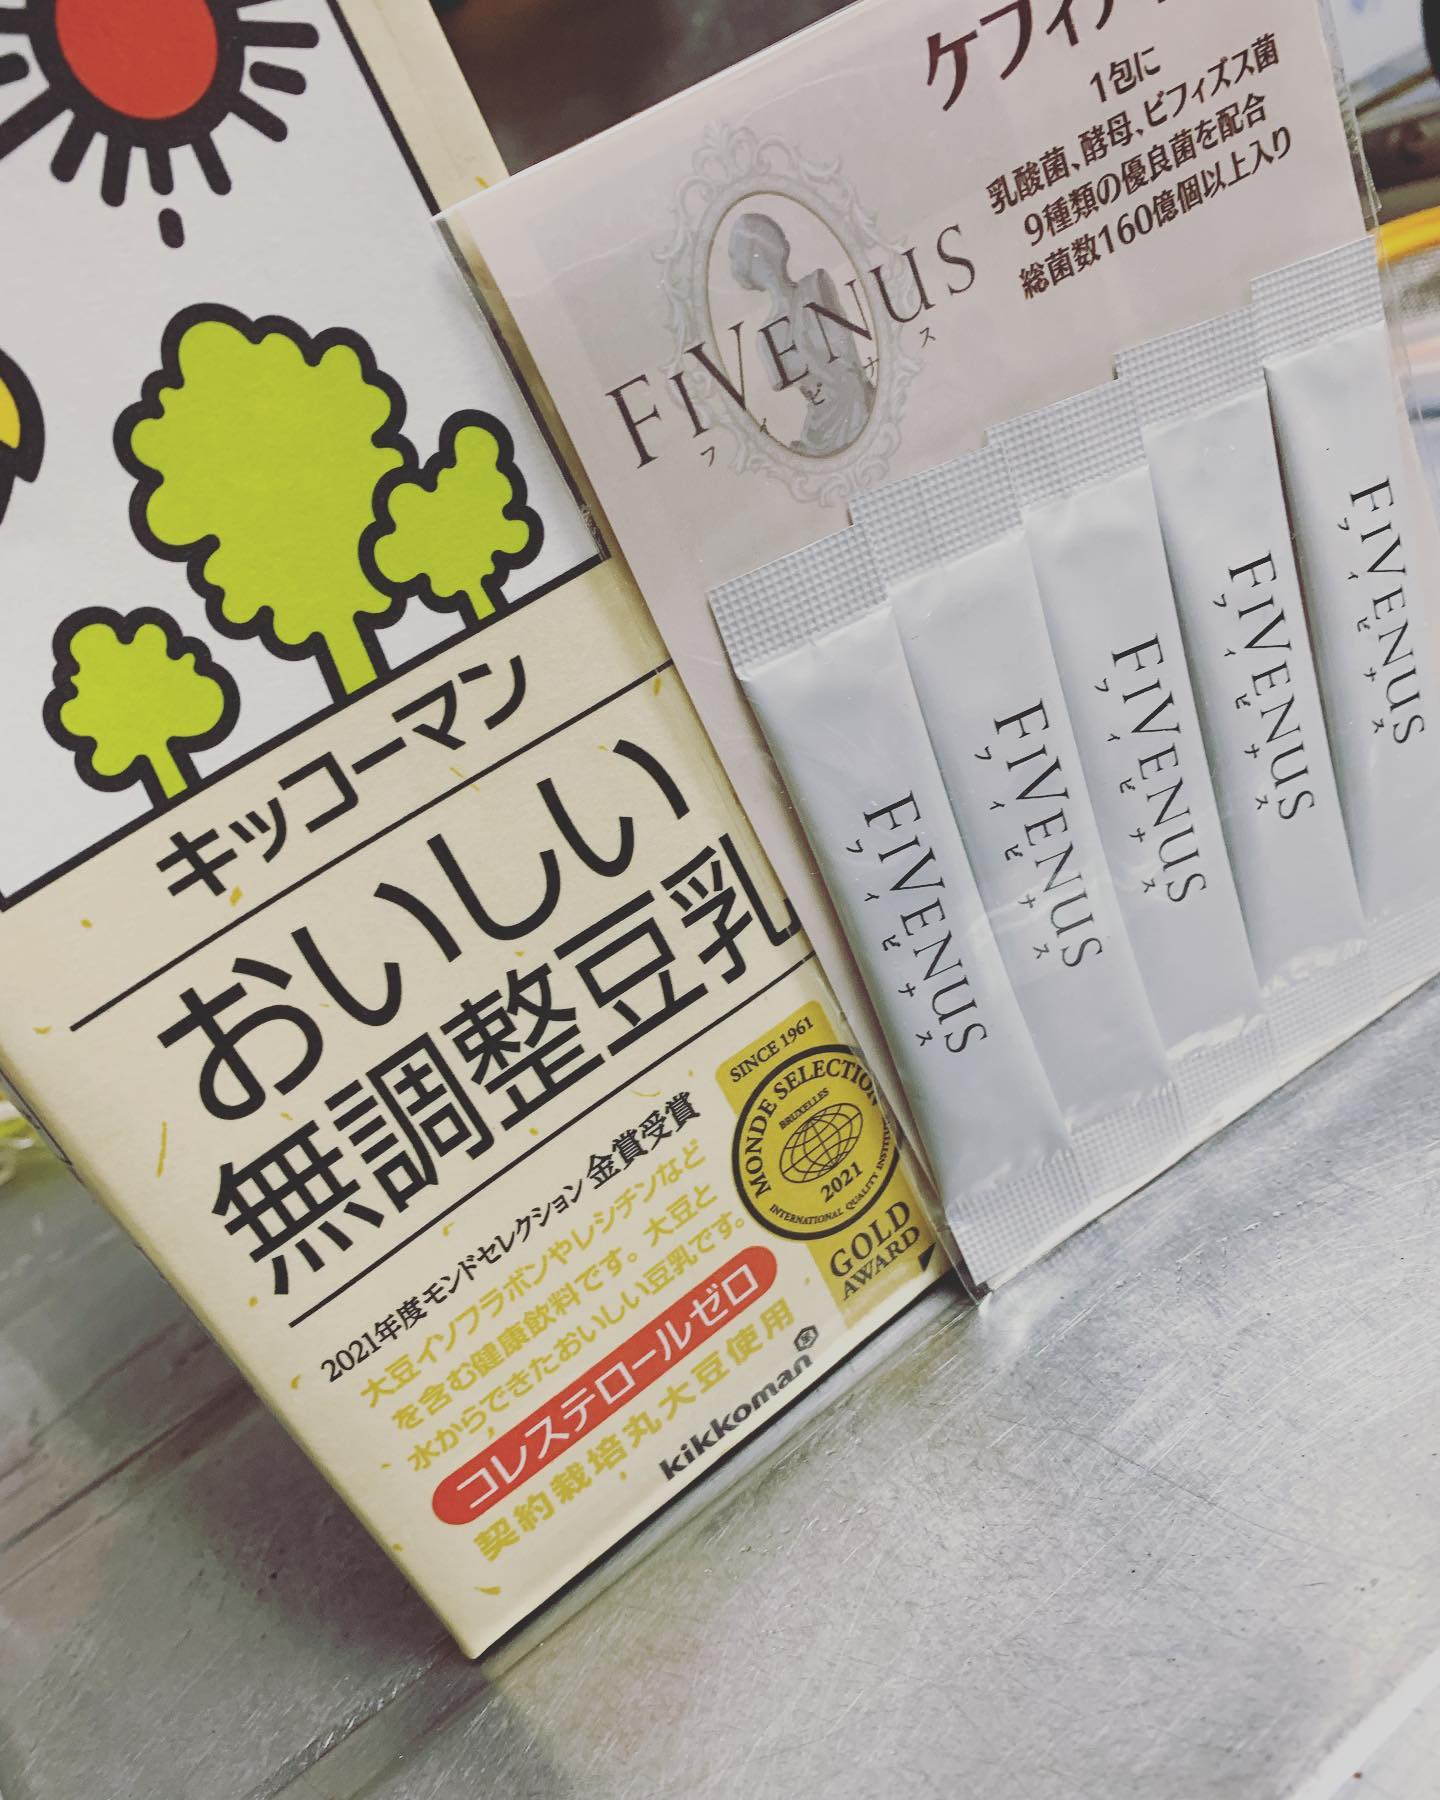 キッコーマン
おいしい
無調整豆乳
2021年度モンドセレクション 金賞受賞
大豆イソフラボンやレシチンなど
を含む健康飲料です。大豆と
水からできたおいしい豆乳です。
コレステロールゼロ
契約栽培丸大豆使用
kikkoman
SINCE 1961
MONDE SELECTION
BRUXELLES
2021
INTERNATIONAL QUALITY
GOLD
AWARD
ケフィア
1包に
乳酸菌、酵母、ビフィズス菌
9種類の優良菌を配合
総菌数160億個以上入り
FiVENUS
フィビナス
FiVENUS
フィビナス
FiVENUS
フィビナス
FiVENUS
フィビナス
FiVENUS
フィビナス
FiVENUS
フィビナス